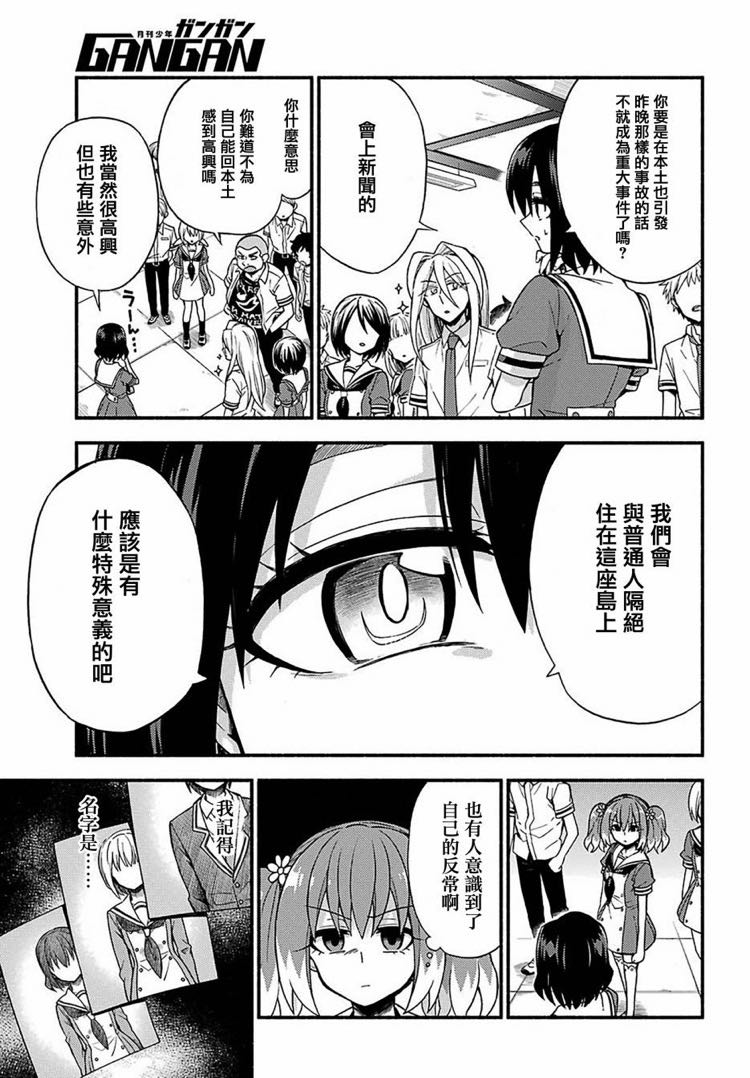 月刊少年
ガンガン
GANGAN
你要是在本土也引發
昨晚那樣的事故的話
不就成為重大事件了嗎？
會上新聞的
你什麼意思
你難道不為
自己能回本土
感到高興嗎
我當然很高興
但也有些意外
うーん…
我們會
與普通人隔絕
住在這座島上
應該是有
什麼特殊意義的吧
也有人意識到了
自己的反常啊
我記得
名字是……